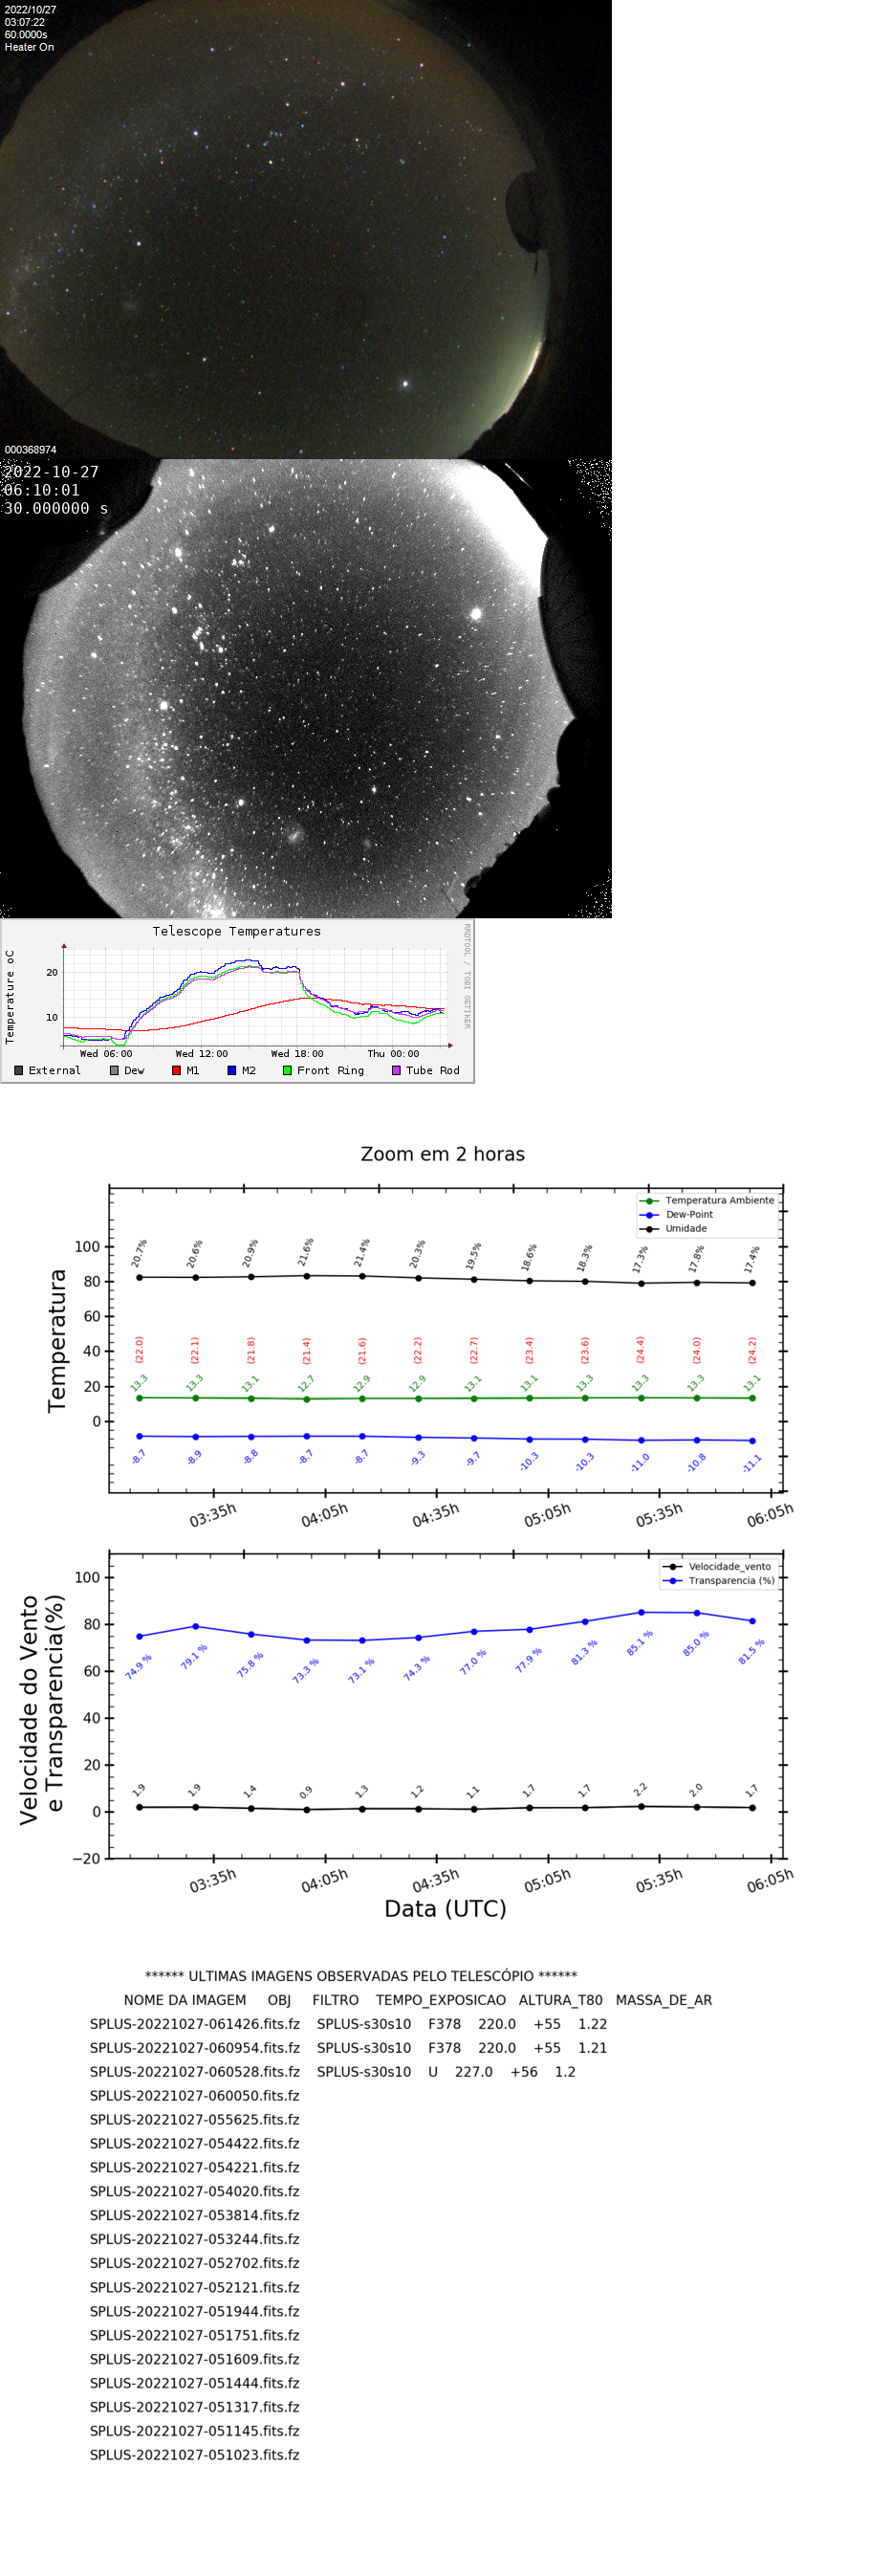 2022/10/27
03:07:22
60.0000s
Heater On
000368974
2022-10-27
06:10:01
30.000000 s
Telescope Temperatures
RRDTOOL / TOBI OETIKER
Temperature oC
20
10
Wed 06:00 Wed 12:00 Wed 18:00 Thu 00:00
External Dew M1 M2 Front Ring Tube Rod
Zoom em 2 horas
Temperatura Ambiente
Dew-Point
Umidade
Temperatura
100
80
60
40
20
0
20.7% 20.6% 20.9% 21.6% 21.4% 20.3% 19.5% 18.6% 18.3% 17.3% 17.8% 17.4%
(22.0) (22.1) (21.8) (21.4) (21.6) (22.2) (22.7) (23.4) (23.6) (24.4) (24.0) (24.2)
13.3 13.3 13.1 12.7 12.9 12.9 13.1 13.1 13.3 13.3 13.3 13.1
-8.7 -8.9 -8.8 -8.7 -8.7 -9.3 -9.7 -10.3 -10.3 -11.0 -10.8 -11.1
03:35h 04:05h 04:35h 05:05h 05:35h 06:05h
Velocidade_vento
Transparencia (%)
Velocidade do Vento
e Transparencia(%)
100
80
60
40
20
0
−20
74.9 % 79.1 % 75.8 % 73.3 % 73.1 % 74.3 % 77.0 % 77.9 % 81.3 % 85.1 % 85.0 % 81.5 %
1.9 1.9 1.4 0.9 1.3 1.2 1.1 1.7 1.7 2.2 2.0 1.7
03:35h 04:05h 04:35h 05:05h 05:35h 06:05h
Data (UTC)
****** ULTIMAS IMAGENS OBSERVADAS PELO TELESCÓPIO ******
NOME DA IMAGEM OBJ FILTRO TEMPO_EXPOSICAO ALTURA_T80 MASSA_DE_AR
SPLUS-20221027-061426.fits.fz SPLUS-s30s10 F378 220.0 +55 1.22
SPLUS-20221027-060954.fits.fz SPLUS-s30s10 F378 220.0 +55 1.21
SPLUS-20221027-060528.fits.fz SPLUS-s30s10 U 227.0 +56 1.2
SPLUS-20221027-060050.fits.fz
SPLUS-20221027-055625.fits.fz
SPLUS-20221027-054422.fits.fz
SPLUS-20221027-054221.fits.fz
SPLUS-20221027-054020.fits.fz
SPLUS-20221027-053814.fits.fz
SPLUS-20221027-053244.fits.fz
SPLUS-20221027-052702.fits.fz
SPLUS-20221027-052121.fits.fz
SPLUS-20221027-051944.fits.fz
SPLUS-20221027-051751.fits.fz
SPLUS-20221027-051609.fits.fz
SPLUS-20221027-051444.fits.fz
SPLUS-20221027-051317.fits.fz
SPLUS-20221027-051145.fits.fz
SPLUS-20221027-051023.fits.fz